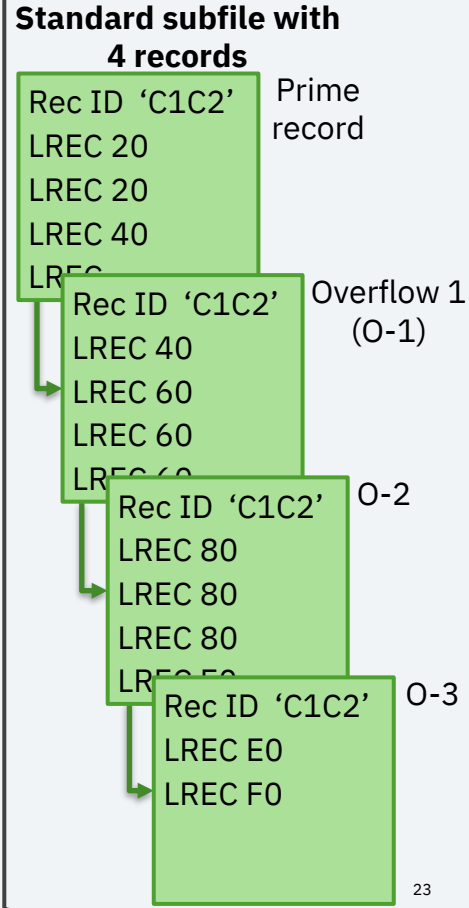 Standard subfile with
4 records
Rec ID ‘C1C2’
LREC 20
LREC 20
LREC 40
Prime
record
Rec ID ‘C1C2’
LREC 40
LREC 60
LREC 60
Overflow 1
(O-1)
Rec ID ‘C1C2’
LREC 80
LREC 80
LREC 80
O-2
Rec ID ‘C1C2’
LREC E0
LREC F0
O-3
23